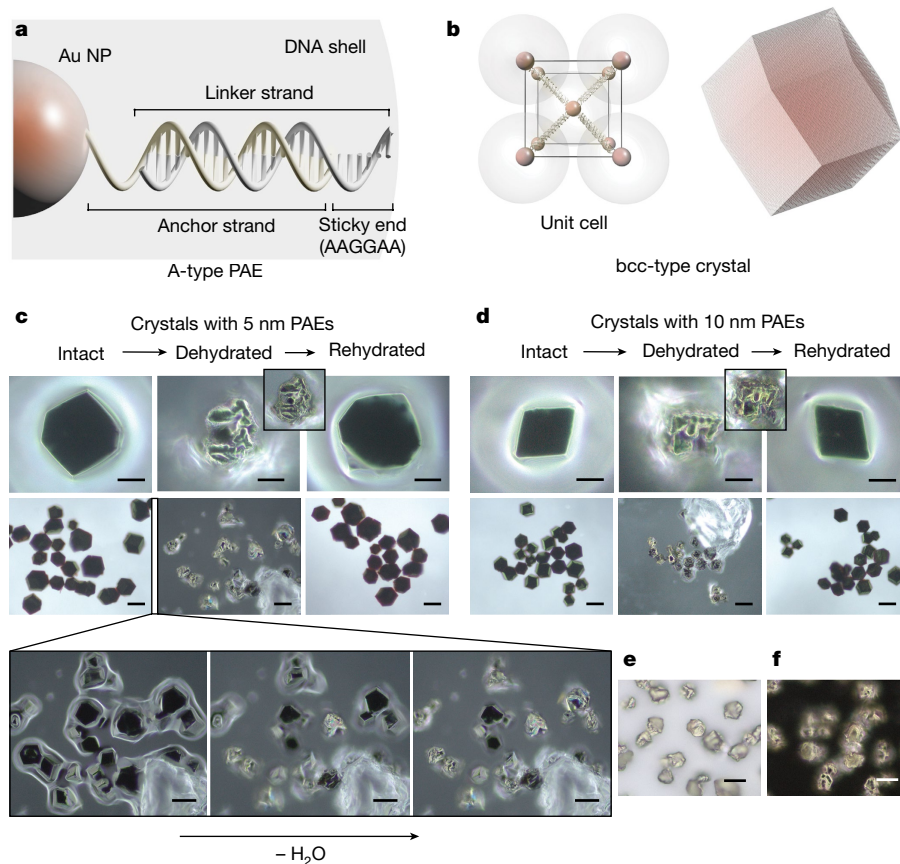 a
Au NP
DNA shell
Linker strand
Anchor strand
Sticky end
(AAGGAA)
A-type PAE
b
Unit cell
bcc-type crystal
c
Crystals with 5 nm PAEs
Intact
Dehydrated
Rehydrated
d
Crystals with 10 nm PAEs
Intact
Dehydrated
Rehydrated
– H₂O
e
f